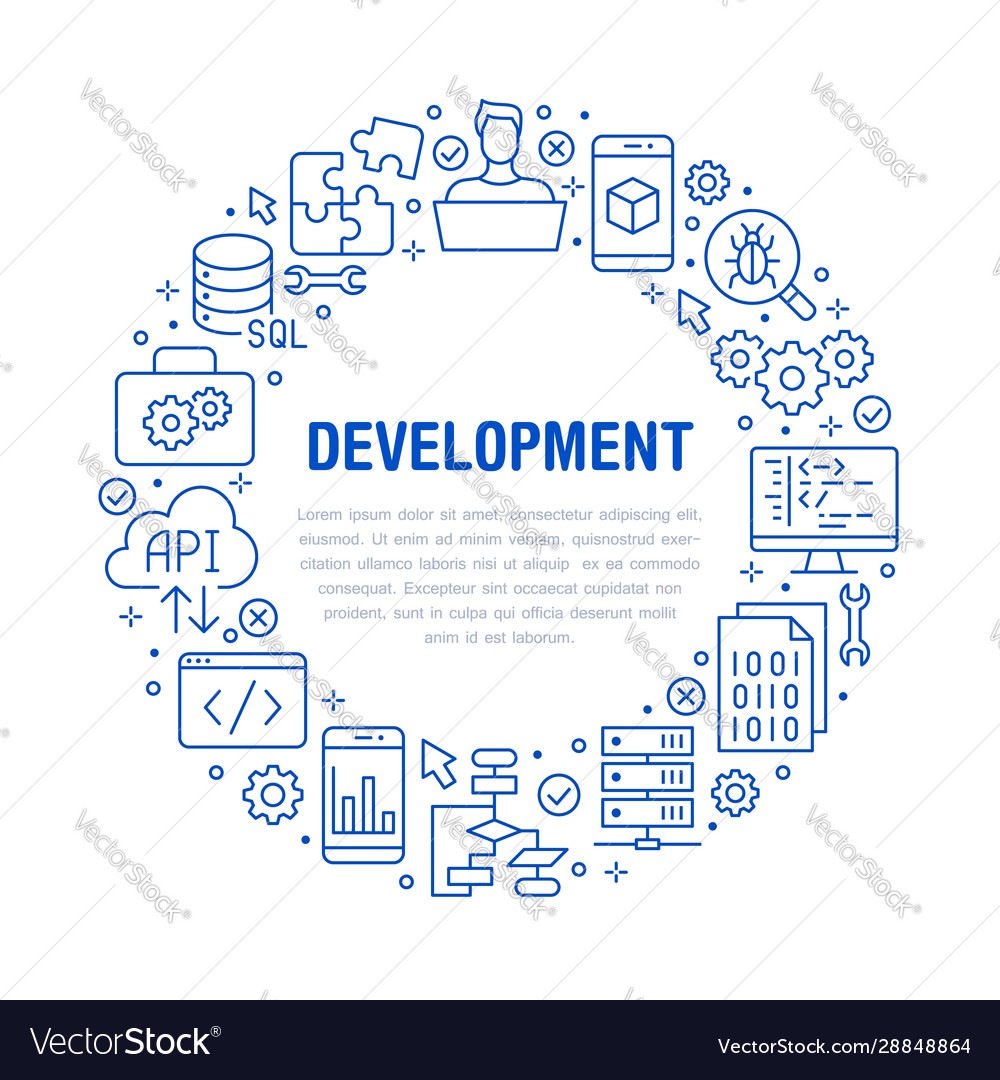 SQL
DEVELOPMENT
API
Lorem ipsum dolor sit amet, consectetur adipiscing elit,
eiusmod. Ut enim ad minim veniam, quisnostrud exer-
citation ullamco laboris nisi ut aliquip ex ea commodo
consequat. Excepteur sint occaecat cupidatat non
proident, sunt in culpa qui officia deserunt mollit
anim id est laborum.
</>
1001
0010
1010
VectorStock®
VectorStock.com/28848864